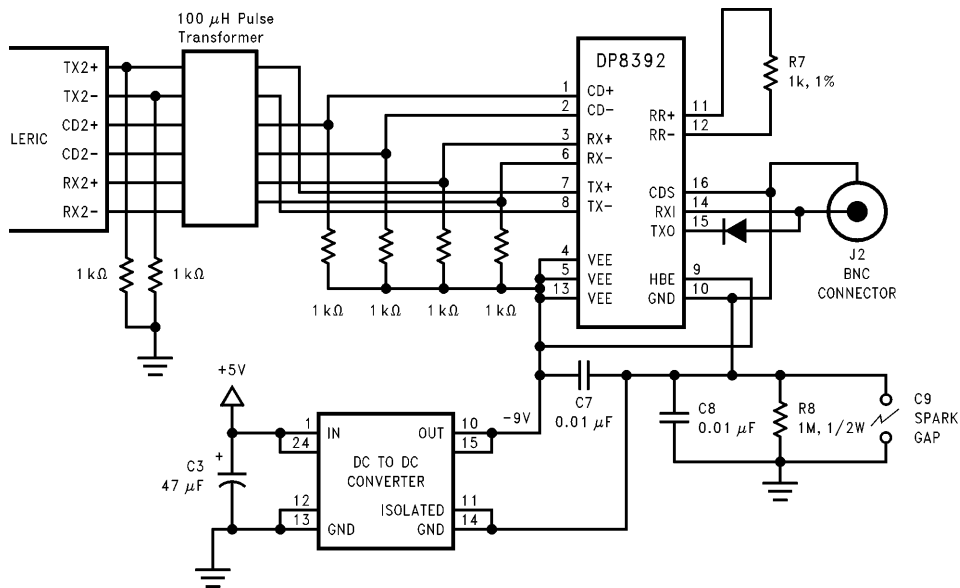 100 μH Pulse
Transformer
LERIC
TX2+
TX2-
CD2+
CD2-
RX2+
RX2-
1 kΩ
1 kΩ
1 kΩ
1 kΩ
1 kΩ
1 kΩ
DP8392
1 CD+
2 CD-
3 RX+
6 RX-
7 TX+
8 TX-
4 VEE
5 VEE
13 VEE
RR+ 11
RR- 12
CDS 16
RXI 14
TXO 15
HBE 9
GND 10
R7
1k, 1%
J2
BNC
CONNECTOR
+5V
+
C3
47 μF
1 IN
24
DC TO DC
CONVERTER
12
13 GND
OUT 10
15
ISOLATED 11
GND 14
-9V
C7
0.01 μF
C8
0.01 μF
R8
1M, 1/2W
C9
SPARK
GAP